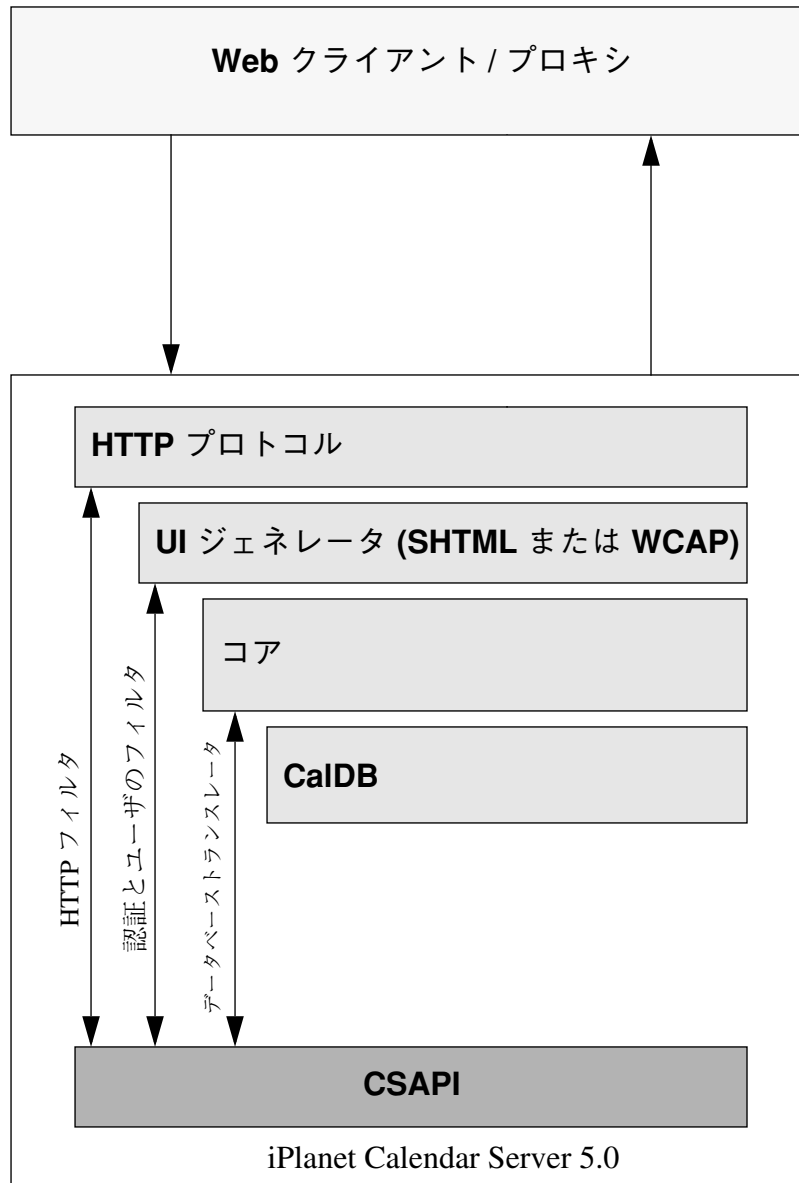 Web クライアント / プロキシ
HTTP プロトコル
UI ジェネレータ (SHTML または WCAP)
コア
CalDB
HTTP フィルタ
認証とユーザのフィルタ
データベーストランスレータ
CSAPI
iPlanet Calendar Server 5.0